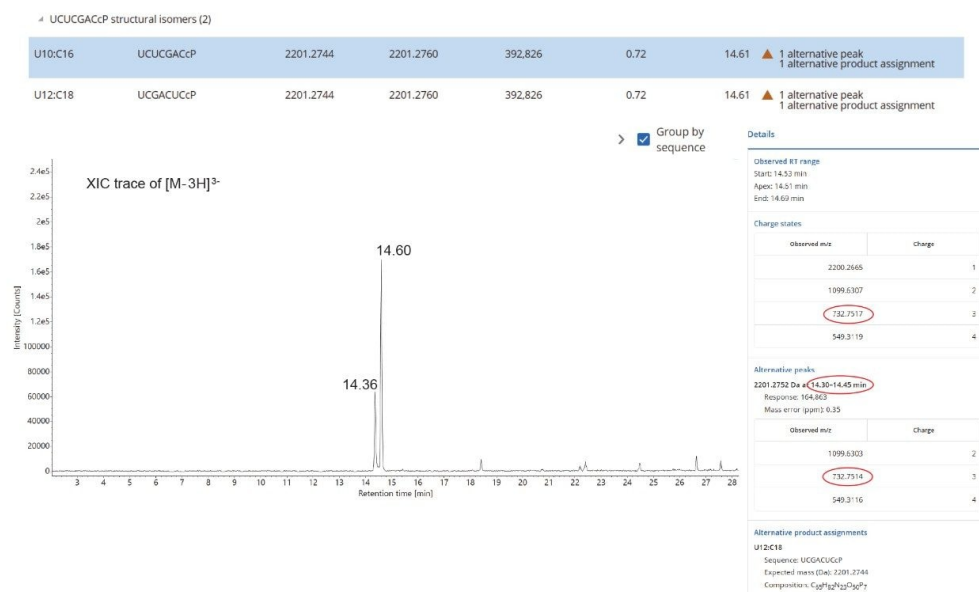 UCUCGACcP structural isomers (2)
U10:C16 UCUCGACcP 2201.2744 2201.2760 392,826 0.72 14.61 1 alternative peak
1 alternative product assignment
U12:C18 UCGACUCcP 2201.2744 2201.2760 392,826 0.72 14.61 1 alternative peak
1 alternative product assignment
Group by
sequence
XIC trace of [M-3H]³⁻
14.60
14.36
Intensity [Counts]
2.4e5
2.2e5
2e5
1.8e5
1.6e5
1.4e5
1.2e5
100000
80000
60000
40000
20000
0
3 4 5 6 7 8 9 10 11 12 13 14 15 16 17 18 19 20 21 22 23 24 25 26 27 28
Retention time [min]
Details
Observed RT range
Start: 14.53 min
Apex: 14.61 min
End: 14.69 min
Charge states
Observed m/z Charge
2200.2665 1
1099.6307 2
732.7517 3
549.3119 4
Alternative peaks
2201.2752 Da at 14.30-14.45 min
Response: 164,863
Mass error (ppm): 0.35
Observed m/z Charge
1099.6303 2
732.7514 3
549.3116 4
Alternative product assignments
U12:C18
Sequence: UCGACUCcP
Expected mass (Da): 2201.2744